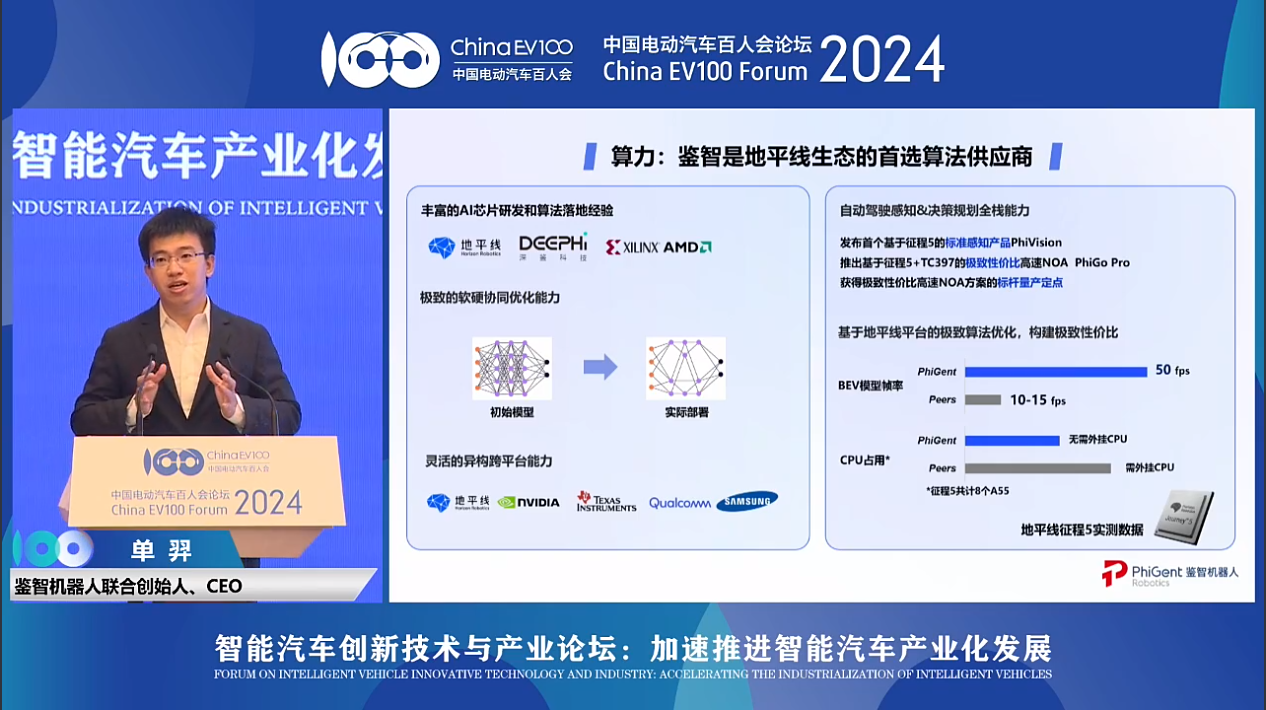 China EV100
中国电动汽车百人会
中国电动汽车百人会论坛
China EV100 Forum
2024
智能汽车产业化发
NDUSTRIALIZATION OF INTELLIGENT V
China EV100
中国电动汽车百人会
中国电动汽车百人会论坛
China EV100 Forum
2024
单羿
鉴智机器人联合创始人、CEO
算力：鉴智是地平线生态的首选算法供应商
丰富的AI芯片研发和算法落地经验
地平线
Horizon Robotics
DEEPHi
深鉴科技
XILINX
AMD
极致的软硬协同优化能力
初始模型
实际部署
灵活的异构跨平台能力
地平线
Horizon Robotics
NVIDIA
TEXAS INSTRUMENTS
Qualcomm
SAMSUNG
自动驾驶感知&决策规划全栈能力
发布首个基于征程5的标准感知产品PhiVision
推出基于征程5+TC397的极致性价比高速NOA PhiGo Pro
获得极致性价比高速NOA方案的标杆量产定点
基于地平线平台的极致算法优化，构建极致性价比
BEV模型帧率
PhiGent
50 fps
Peers
10-15 fps
CPU占用*
PhiGent
无需外挂CPU
Peers
需外挂CPU
*征程5共计8个A55
地平线征程5实测数据
Journey 5
PhiGent 鉴智机器人
Robotics
智能汽车创新技术与产业论坛：加速推进智能汽车产业化发展
FORUM ON INTELLIGENT VEHICLE INNOVATIVE TECHNOLOGY AND INDUSTRY: ACCELERATING THE INDUSTRIALIZATION OF INTELLIGENT VEHICLES